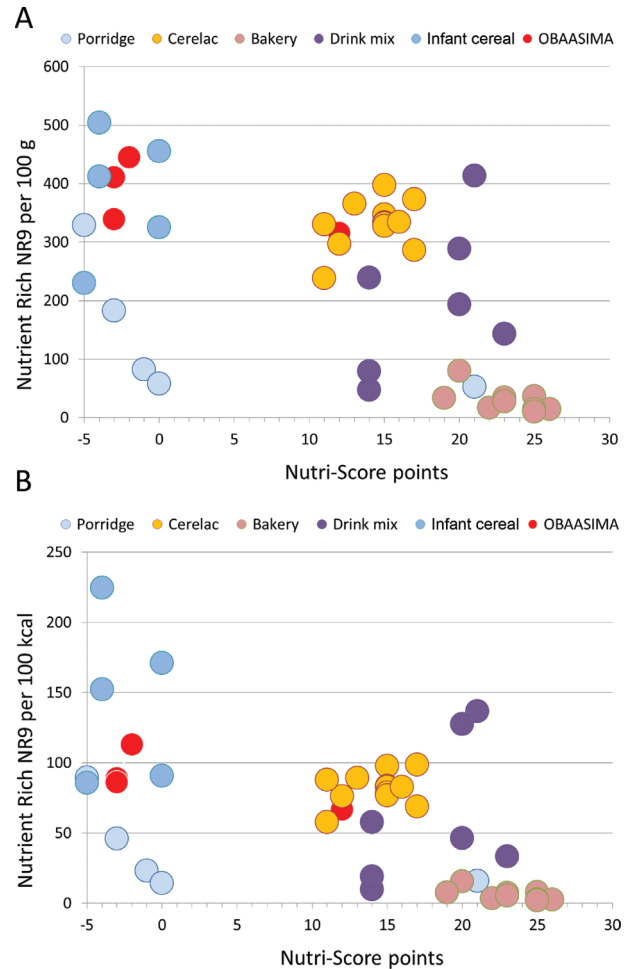 A
Porridge Cerelac Bakery Drink mix Infant cereal OBAASIMA
Nutrient Rich NR9 per 100 g
600
500
400
300
200
100
0
-5 0 5 10 15 20 25 30
Nutri-Score points
B
Porridge Cerelac Bakery Drink mix Infant cereal OBAASIMA
Nutrient Rich NR9 per 100 kcal
250
200
150
100
50
0
-5 0 5 10 15 20 25 30
Nutri-Score points